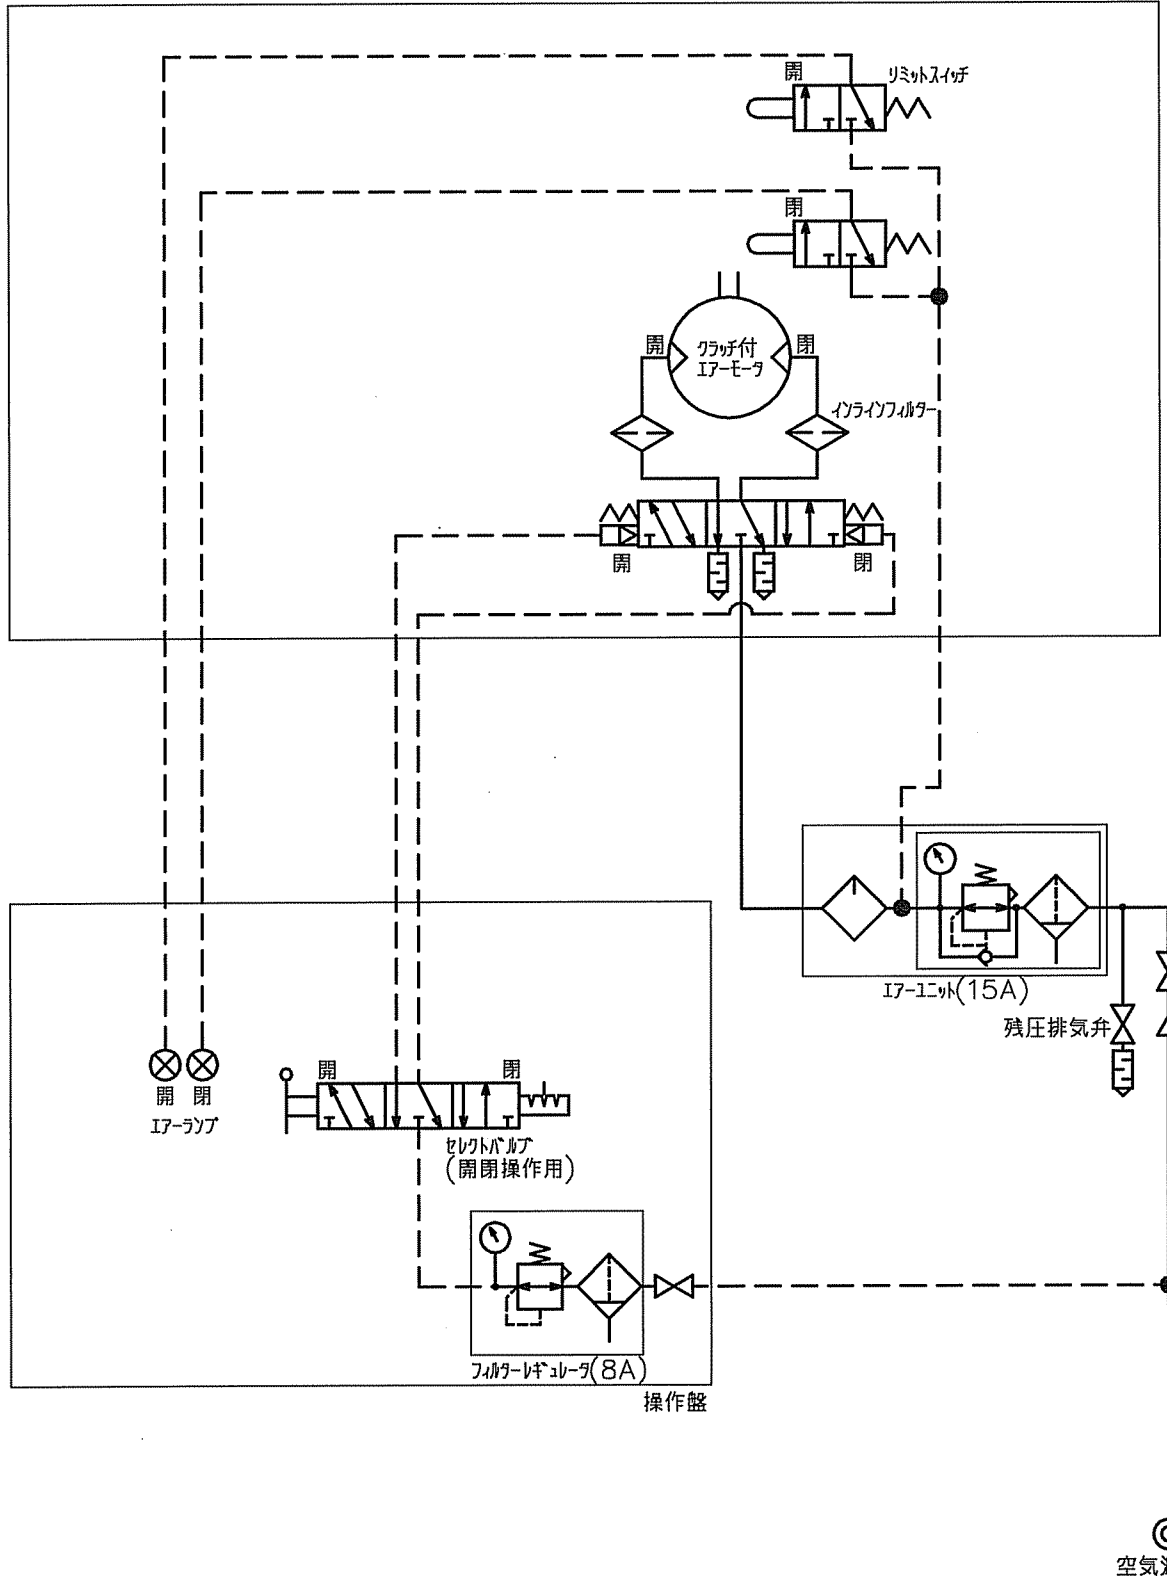 開
リミットスイッチ
閉
開
クラッチ付
エアーモータ
閉
インラインフィルター
開
閉
エアーユニット(15A)
残圧排気弁
開
閉
エアーランプ
開
閉
セレクトバルブ
(開閉操作用)
フィルターレギュレータ(8A)
操作盤
空気